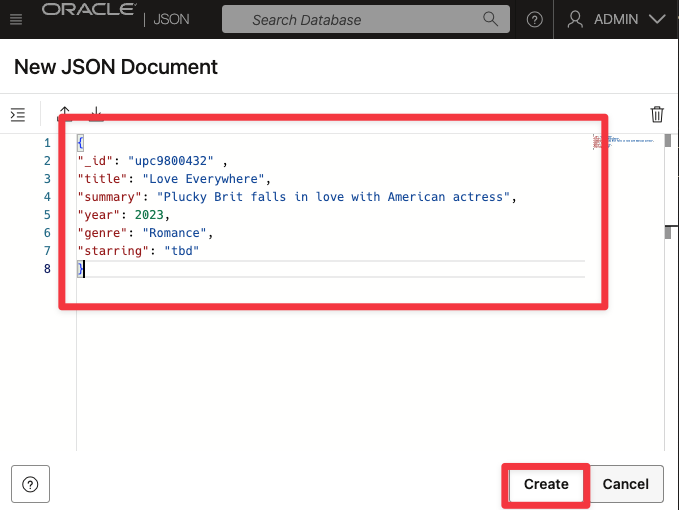 ORACLE | JSON Search Database ADMIN
New JSON Document
1 {
2 "_id": "upc9800432" ,
3 "title": "Love Everywhere",
4 "summary": "Plucky Brit falls in love with American actress",
5 "year": 2023,
6 "genre": "Romance",
7 "starring": "tbd"
8 }
Create Cancel